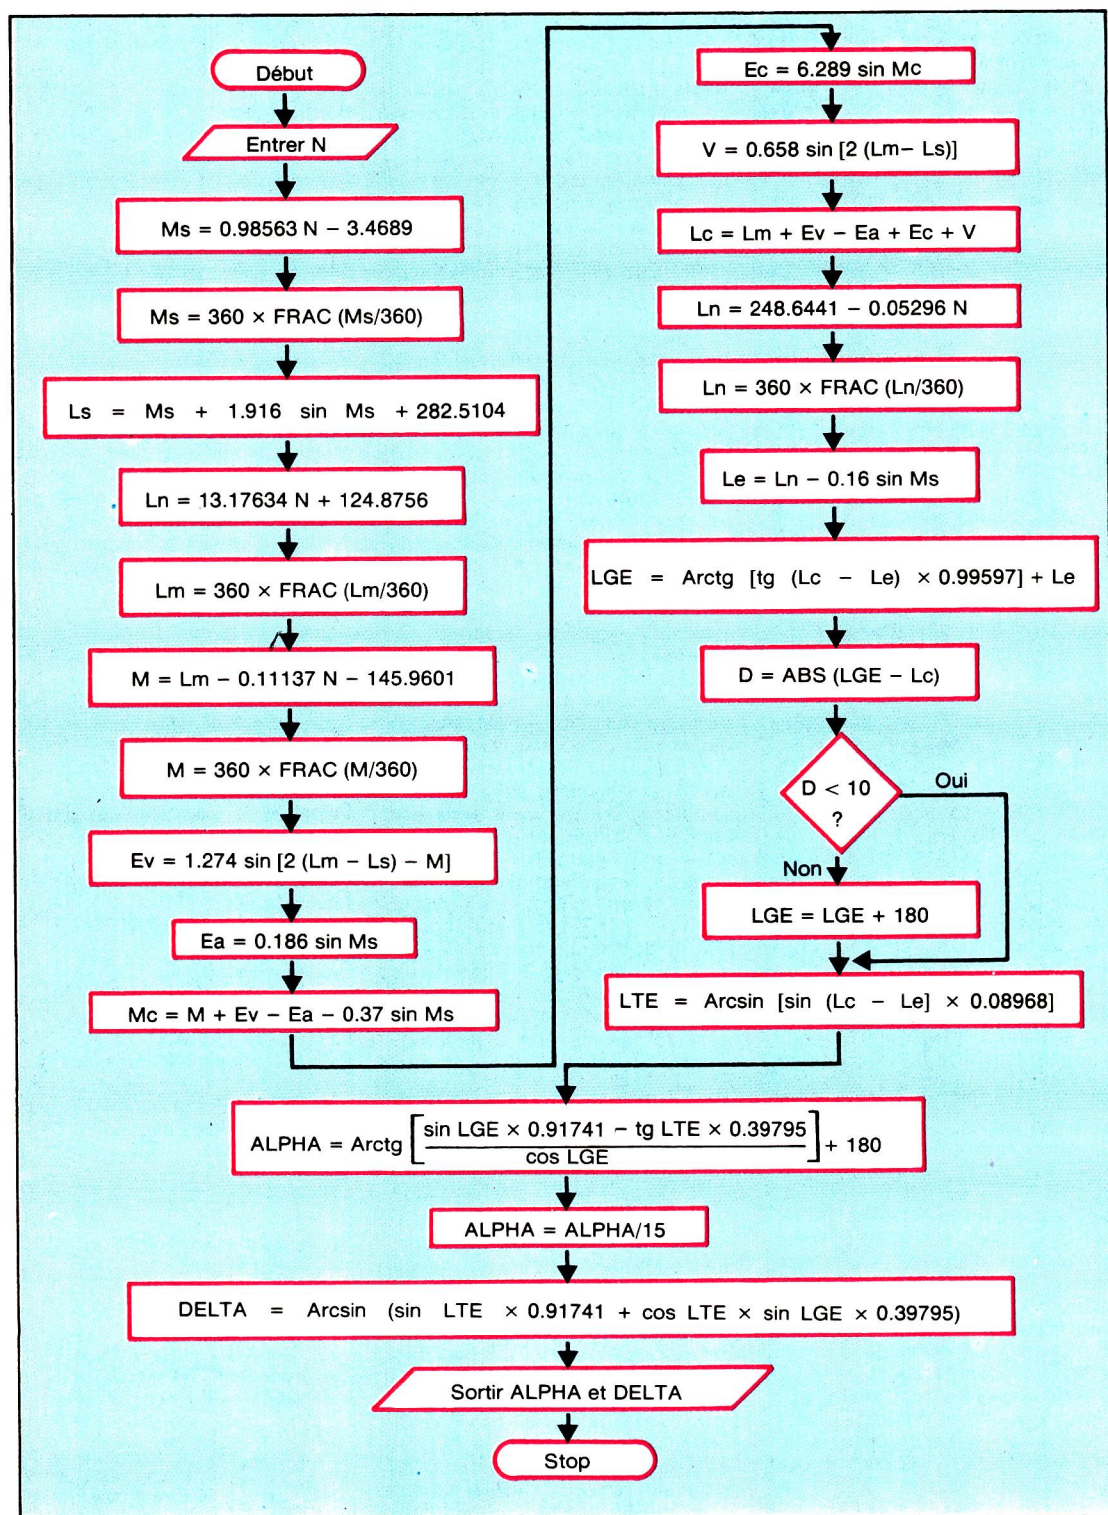 Début
Entrer N
Ms = 0.98563 N – 3.4689
Ms = 360 × FRAC (Ms/360)
Ls = Ms + 1.916 sin Ms + 282.5104
Ln = 13.17634 N + 124.8756
Lm = 360 × FRAC (Lm/360)
M = Lm – 0.11137 N – 145.9601
M = 360 × FRAC (M/360)
Ev = 1.274 sin [2 (Lm – Ls) – M]
Ea = 0.186 sin Ms
Mc = M + Ev – Ea – 0.37 sin Ms
Ec = 6.289 sin Mc
V = 0.658 sin [2 (Lm– Ls)]
Lc = Lm + Ev – Ea + Ec + V
Ln = 248.6441 – 0.05296 N
Ln = 360 × FRAC (Ln/360)
Le = Ln – 0.16 sin Ms
LGE = Arctg [tg (Lc – Le) × 0.99597] + Le
D = ABS (LGE – Lc)
D < 10
?
Oui
Non
LGE = LGE + 180
LTE = Arcsin [sin (Lc – Le] × 0.08968]
ALPHA = Arctg [sin LGE × 0.91741 – tg LTE × 0.39795 / cos LGE] + 180
ALPHA = ALPHA/15
DELTA = Arcsin (sin LTE × 0.91741 + cos LTE × sin LGE × 0.39795)
Sortir ALPHA et DELTA
Stop